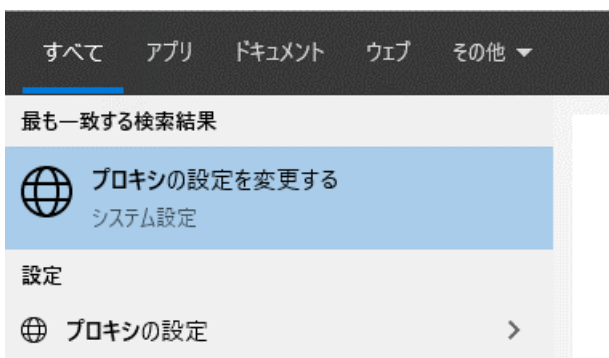 すべて アプリ ドキュメント ウェブ その他
最も一致する検索結果
プロキシの設定を変更する
システム設定
設定
プロキシの設定